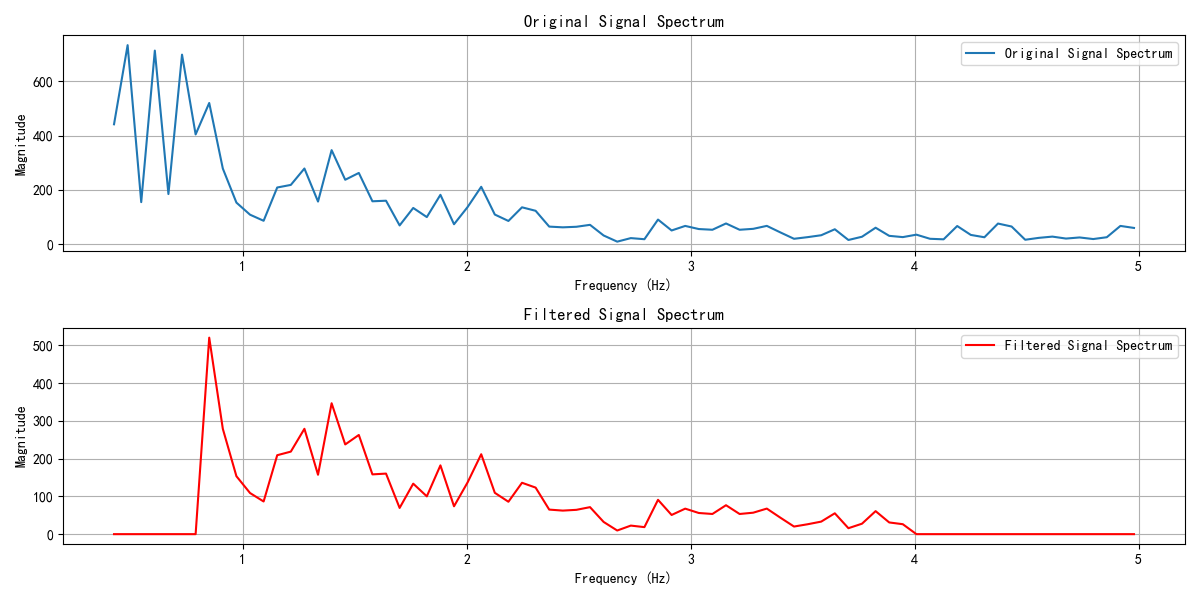 Original Signal Spectrum
Original Signal Spectrum
Magnitude
600
400
200
0
1 2 3 4 5
Frequency (Hz)
Filtered Signal Spectrum
Filtered Signal Spectrum
Magnitude
500
400
300
200
100
0
1 2 3 4 5
Frequency (Hz)